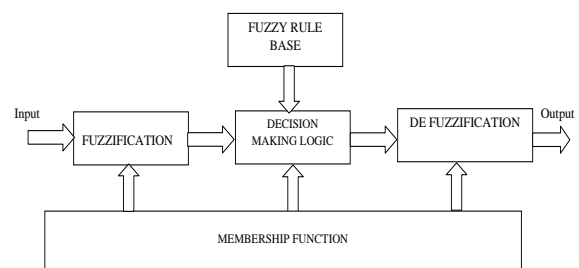 FUZZY RULE
BASE
Input
FUZZIFICATION
DECISION
MAKING LOGIC
DE FUZZIFICATION
Output
MEMBERSHIP FUNCTION